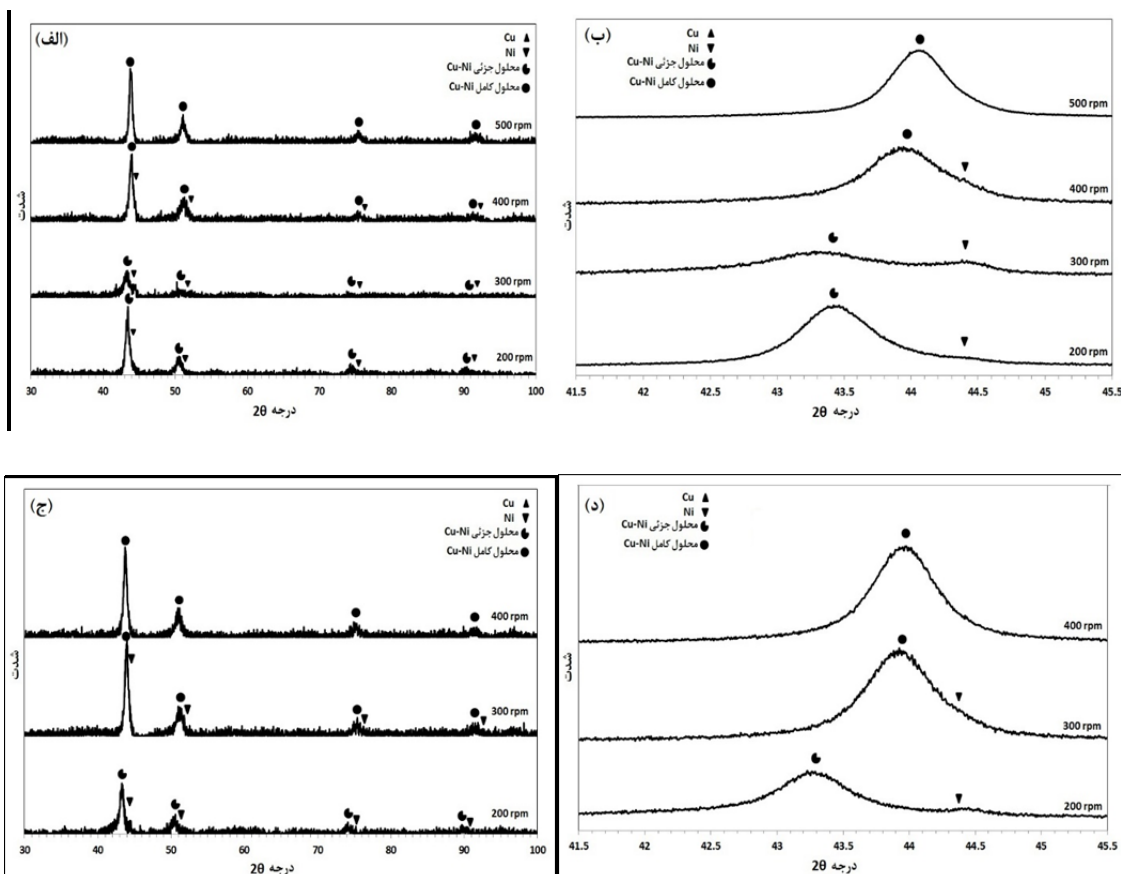 (الف)
Cu ▲
Ni ▼
محلول جزئی Cu-Ni
محلول کامل Cu-Ni ●
500 rpm
400 rpm
300 rpm
200 rpm
شدت
30 40 50 60 70 80 90 100
درجه 2θ
(ب)
Cu ▲
Ni ▼
محلول جزئی Cu-Ni
محلول کامل Cu-Ni ●
500 rpm
400 rpm
300 rpm
200 rpm
شدت
41.5 42 42.5 43 43.5 44 44.5 45 45.5
درجه 2θ
(ج)
Cu ▲
Ni ▼
محلول جزئی Cu-Ni
محلول کامل Cu-Ni ●
400 rpm
300 rpm
200 rpm
شدت
30 40 50 60 70 80 90 100
درجه 2θ
(د)
Cu ▲
Ni ▼
محلول جزئی Cu-Ni
محلول کامل Cu-Ni ●
400 rpm
300 rpm
200 rpm
شدت
41.5 42 42.5 43 43.5 44 44.5 45 45.5
درجه 2θ